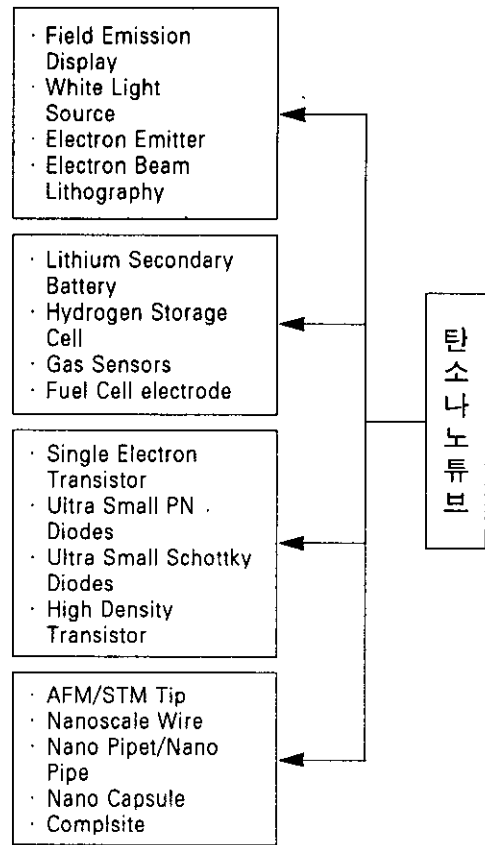 · Field Emission
Display
· White Light
Source
· Electron Emitter
· Electron Beam
Lithography
· Lithium Secondary
Battery
· Hydrogen Storage
Cell
· Gas Sensors
· Fuel Cell electrode
· Single Electron
Transistor
· Ultra Small PN
Diodes
· Ultra Small Schottky
Diodes
· High Density
Transistor
· AFM/STM Tip
· Nanoscale Wire
· Nano Pipet/Nano
Pipe
· Nano Capsule
· Complsite
탄
소
나
노
튜
브